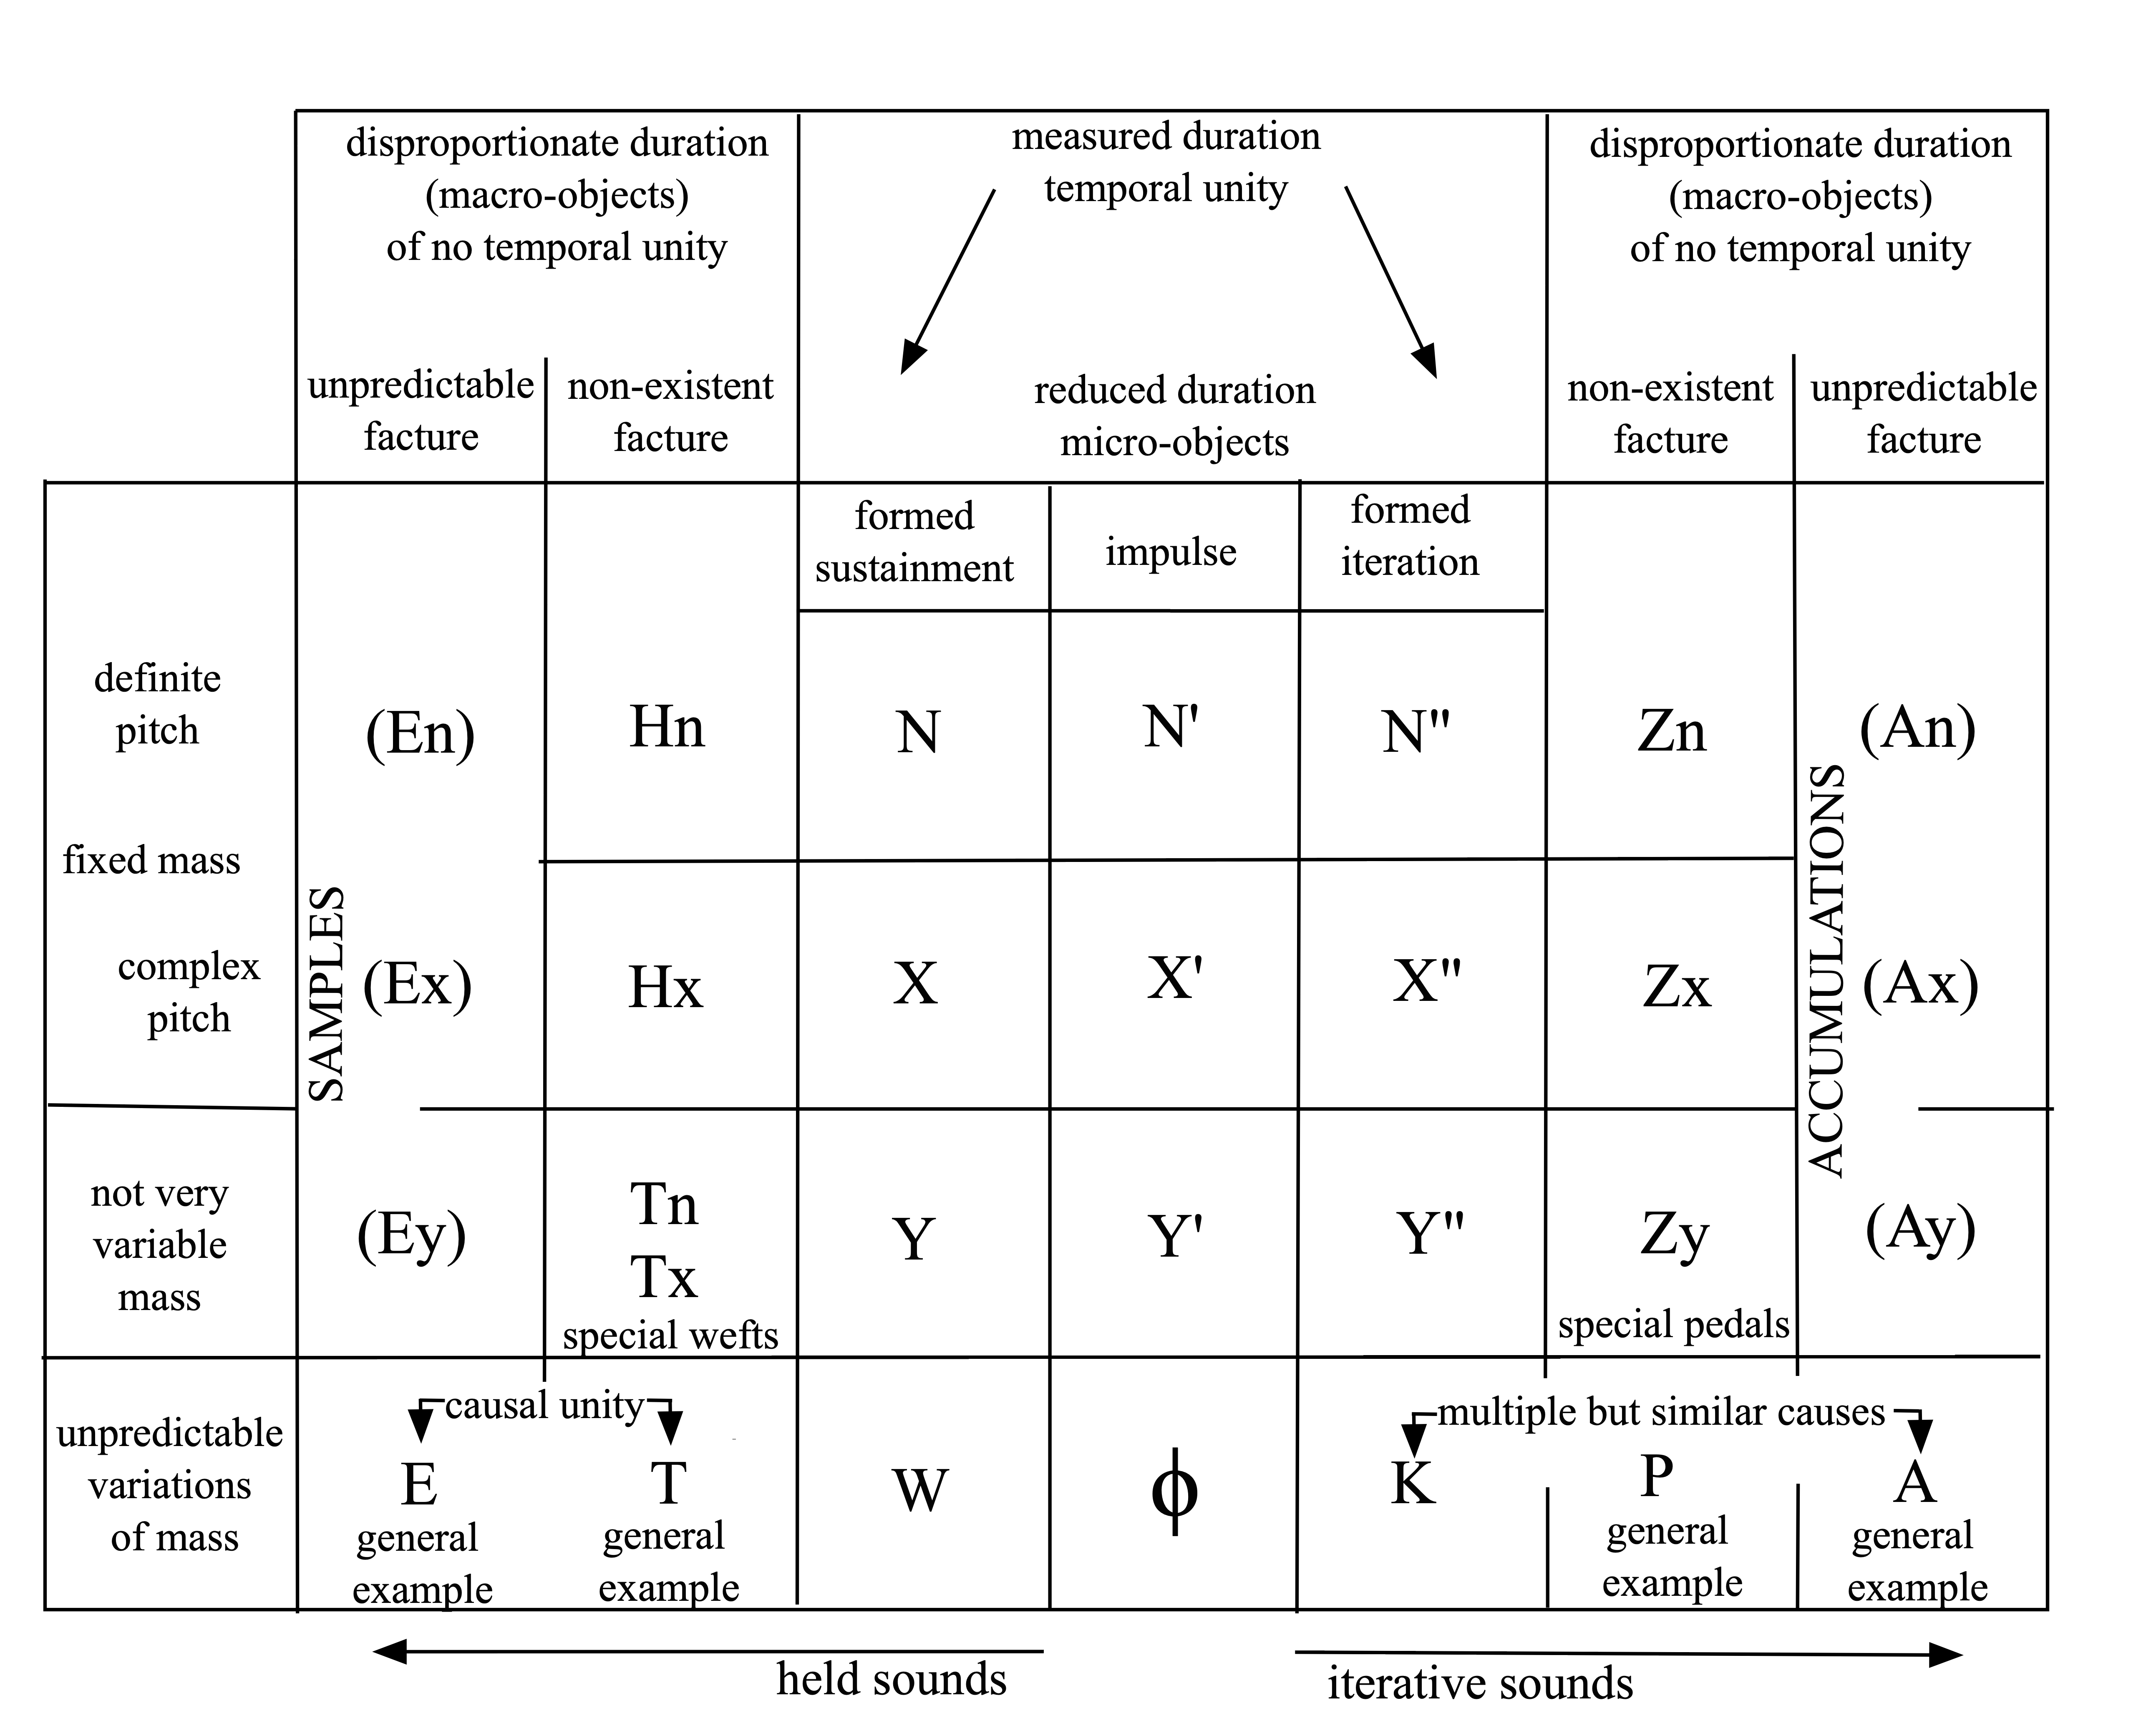 disproportionate duration
(macro-objects)
of no temporal unity
measured duration
temporal unity
disproportionate duration
(macro-objects)
of no temporal unity
unpredictable
facture
non-existent
facture
reduced duration
micro-objects
non-existent
facture
unpredictable
facture
formed
sustainment
impulse
formed
iteration
definite
pitch
(En)
Hn
N
N'
N"
Zn
(An)
fixed mass
SAMPLES
ACCUMULATIONS
complex
pitch
(Ex)
Hx
X
X'
X"
Zx
(Ax)
not very
variable
mass
(Ey)
Tn
Tx
special wefts
Y
Y'
Y"
Zy
special pedals
(Ay)
unpredictable
variations
of mass
causal unity
E
general
example
T
general
example
W
ϕ
multiple but similar causes
K
P
general
example
A
general
example
held sounds
iterative sounds